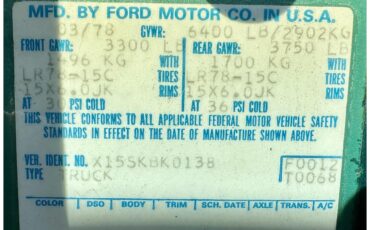 MFD. BY FORD MOTOR CO. IN U.S.A.
03/78 GVWR: 6400 LB/2902KG
FRONT GAWR: 3300 LB REAR GAWR: 3750 LB
1496 KG WITH 1700 KG WITH
LR78-15C TIRES LR78-15C TIRES
15X6.0JK RIMS 15X6.0JK RIMS
AT 30 PSI COLD AT 36 PSI COLD
THIS VEHICLE CONFORMS TO ALL APPLICABLE FEDERAL MOTOR VEHICLE SAFETY
STANDARDS IN EFFECT ON THE DATE OF MANUFACTURE SHOWN ABOVE.
VEH. IDENT. NO. X15SKBK0138 F0012
TYPE TRUCK T0068
COLOR DSO BODY TRIM SCH. DATE AXLE TRANS. A/C